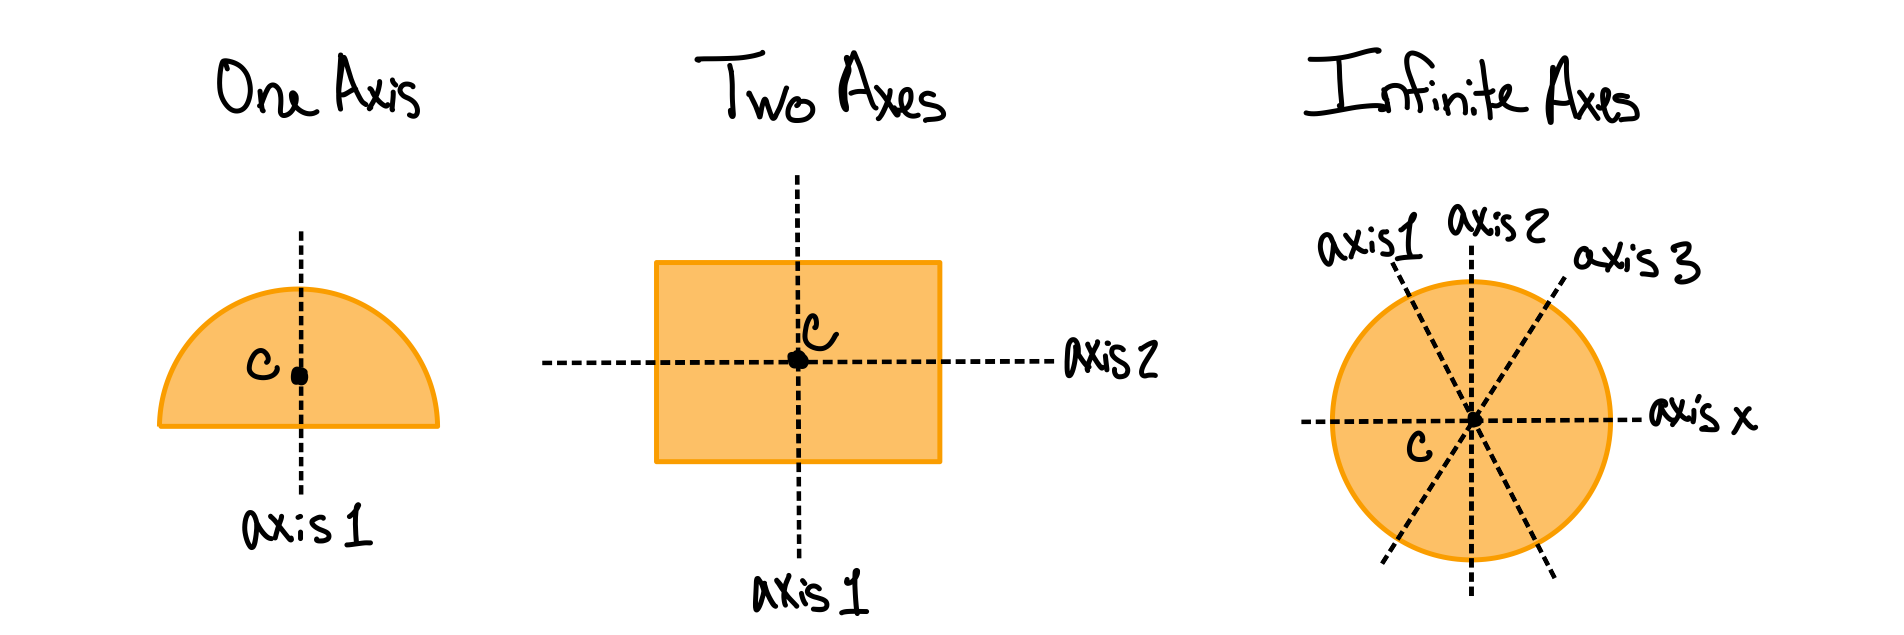 One Axis
Two Axes
Infinite Axes
c
axis 1
c
axis 2
axis 1
axis 1
axis 2
axis 3
axis x
c